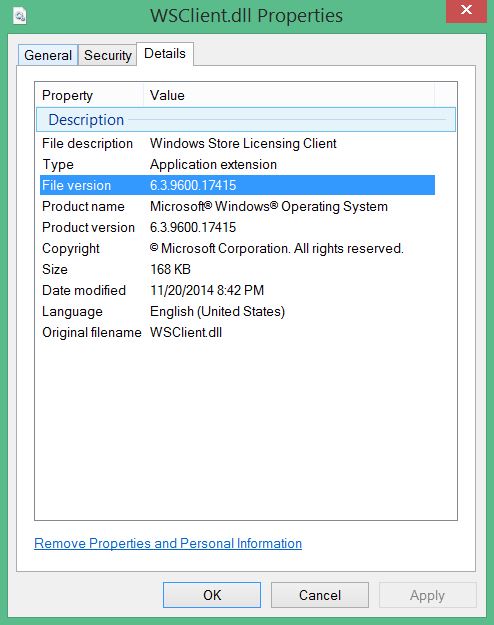 WSClient.dll Properties
General Security Details
Property Value
Description
File description Windows Store Licensing Client
Type Application extension
File version 6.3.9600.17415
Product name Microsoft® Windows® Operating System
Product version 6.3.9600.17415
Copyright © Microsoft Corporation. All rights reserved.
Size 168 KB
Date modified 11/20/2014 8:42 PM
Language English (United States)
Original filename WSClient.dll
Remove Properties and Personal Information
OK Cancel Apply